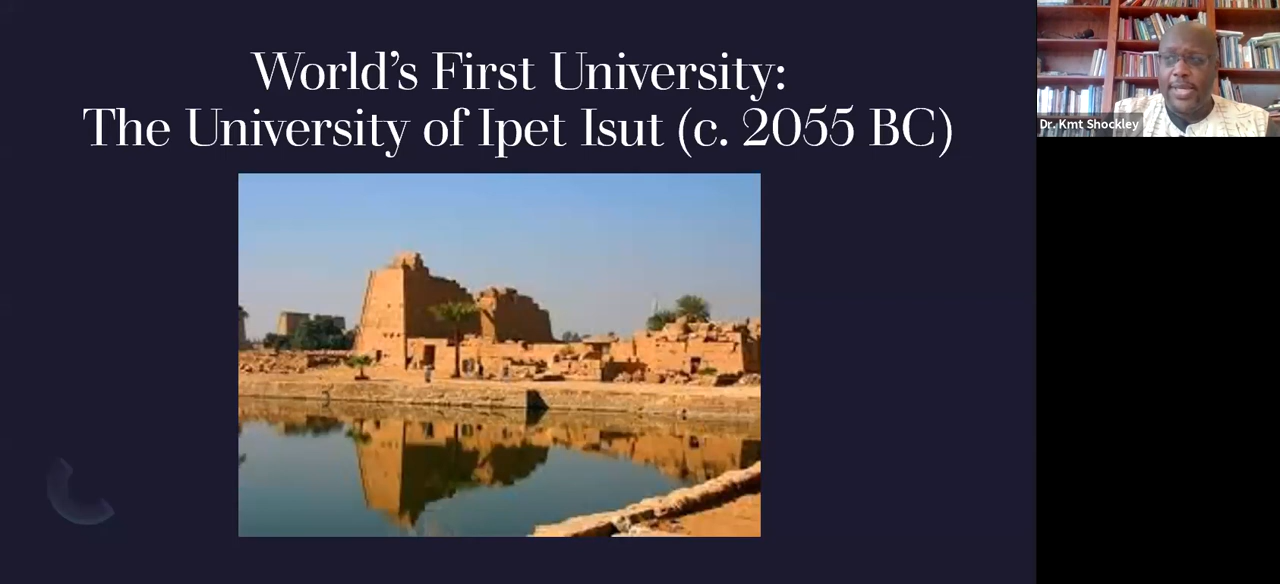 World’s First University:
The University of Ipet Isut (c. 2055 BC)
Dr. Kmt Shockley